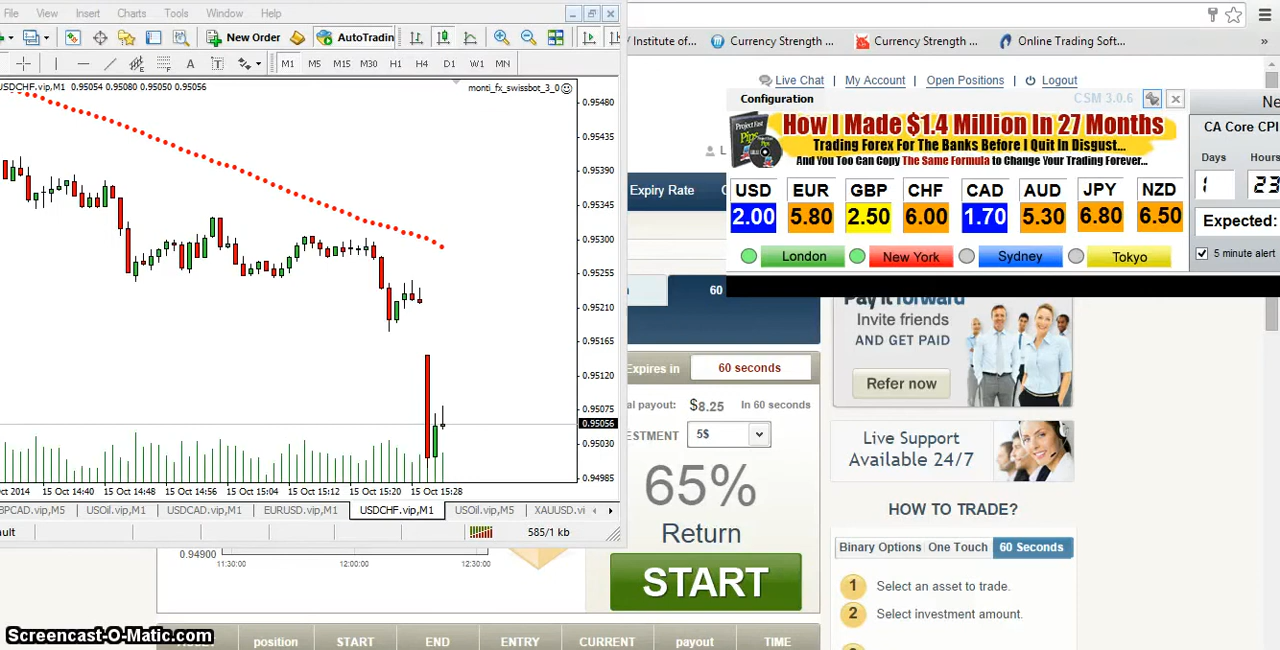 File View Insert Charts Tools Window Help
New Order AutoTradin
Institute of... Currency Strength ... Currency Strength ... Online Trading Soft... »
A T M1 M5 M15 M30 H1 H4 D1 W1 MN
USDCHF.vip,M1 0.95054 0.95080 0.95050 0.95056 monti_fx_swissbot_3_0
Live Chat My Account Open Positions Logout
Configuration CSM 3.0.6
Project Fast Pips
How I Made $1.4 Million In 27 Months
Trading Forex For The Banks Before I Quit In Disgust...
And You Too Can Copy The Same Formula to Change Your Trading Forever...
Ne
CA Core CPI
Days Hours
1 23
Expected:
5 minute alert
USD EUR GBP CHF CAD AUD JPY NZD
2.00 5.80 2.50 6.00 1.70 5.30 6.80 6.50
London New York Sydney Tokyo
L
Expiry Rate
60
0.95480
0.95435
0.95390
0.95345
0.95300
0.95255
0.95210
0.95165
0.95120
0.95075
0.95056
0.95030
0.94985
Oct 2014 15 Oct 14:40 15 Oct 14:48 15 Oct 14:56 15 Oct 15:04 15 Oct 15:12 15 Oct 15:20 15 Oct 15:28
BPCAD.vip,M5 USOil.vip,M1 USDCAD.vip,M1 EURUSD.vip,M1 USDCHF.vip,M1 USOil.vip,M5 XAUUSD.vi
ault 585/1 kb
Pay it forward
Invite friends
AND GET PAID
Refer now
Expires in 60 seconds
al payout: $8.25 In 60 seconds
ESTMENT 5$
65%
Return
START
Live Support
Available 24/7
HOW TO TRADE?
Binary Options One Touch 60 Seconds
1 Select an asset to trade.
2 Select investment amount.
0.94900
11:30:00 12:00:00 12:30:00
ASSET position START END ENTRY CURRENT payout TIME
Screencast-O-Matic.com